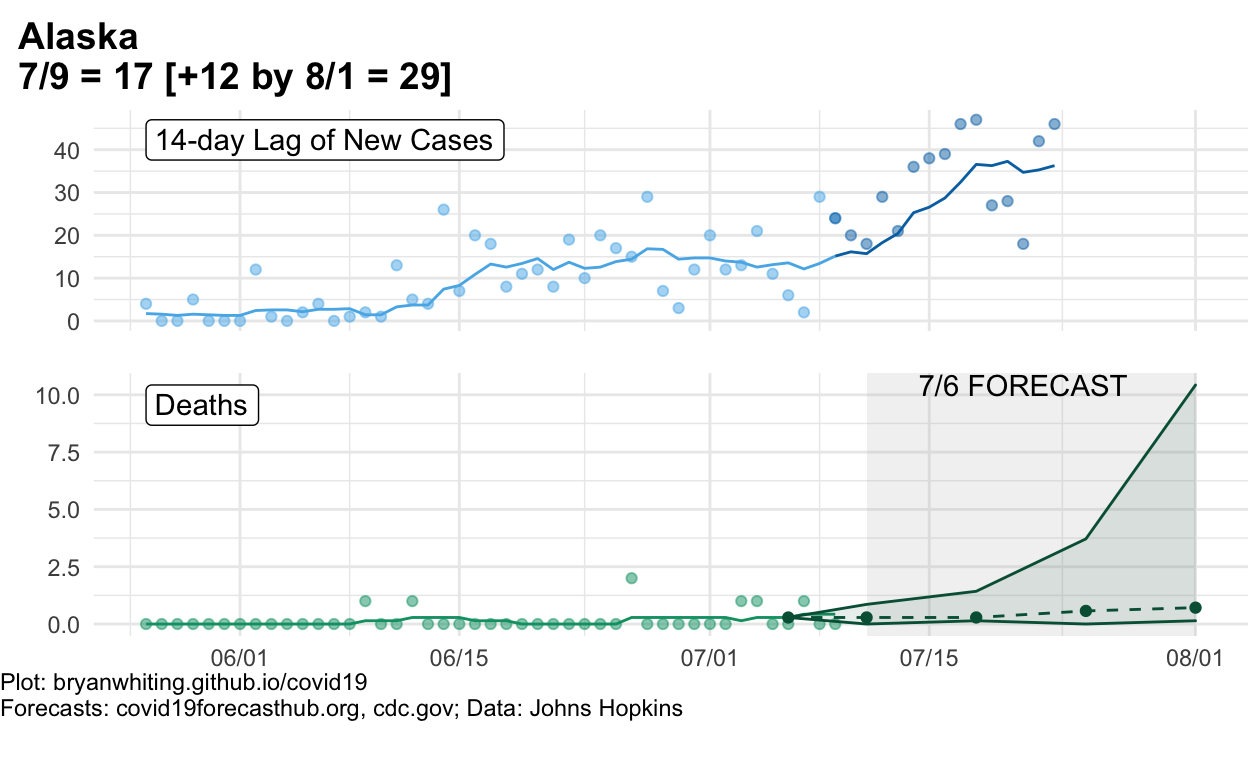 Alaska
7/9 = 17 [+12 by 8/1 = 29]
14-day Lag of New Cases
40
30
20
10
0
7/6 FORECAST
Deaths
10.0
7.5
5.0
2.5
0.0
06/01 06/15 07/01 07/15 08/01
Plot: bryanwhiting.github.io/covid19
Forecasts: covid19forecasthub.org, cdc.gov; Data: Johns Hopkins